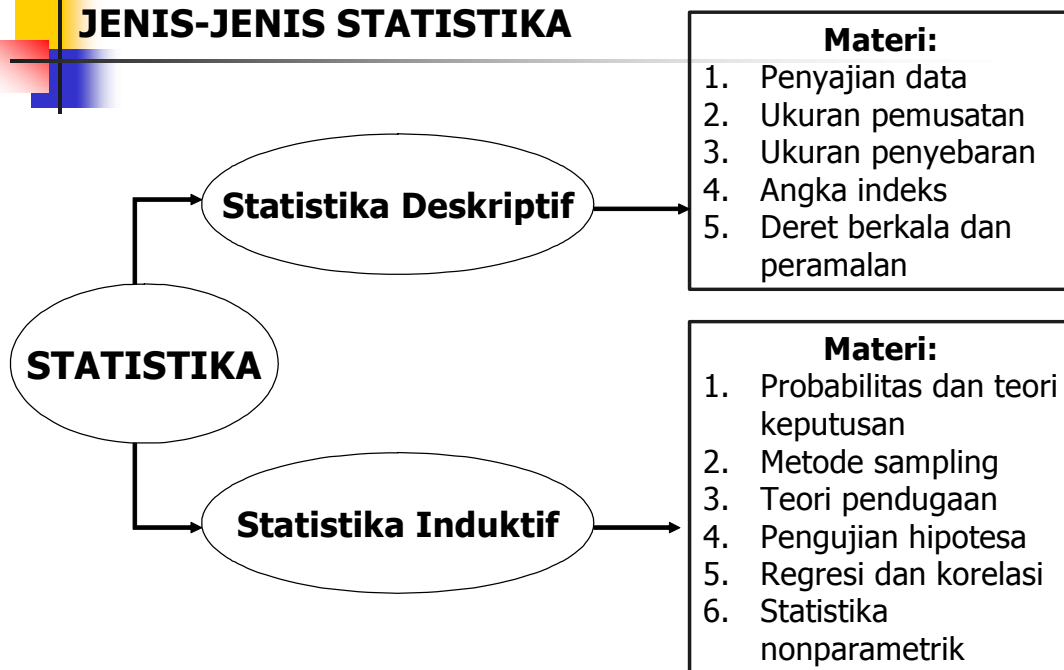 JENIS-JENIS STATISTIKA
STATISTIKA
Statistika Deskriptif
Materi:
1. Penyajian data
2. Ukuran pemusatan
3. Ukuran penyebaran
4. Angka indeks
5. Deret berkala dan
peramalan
Statistika Induktif
Materi:
1. Probabilitas dan teori
keputusan
2. Metode sampling
3. Teori pendugaan
4. Pengujian hipotesa
5. Regresi dan korelasi
6. Statistika
nonparametrik